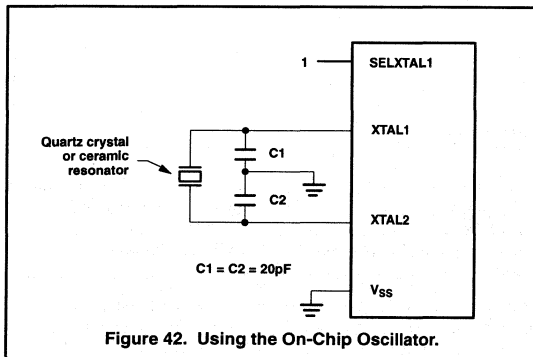 1 SELXTAL1
XTAL1
Quartz crystal
or ceramic
resonator
C1
C2
XTAL2
C1 = C2 = 20pF
VSS
Figure 42. Using the On-Chip Oscillator.